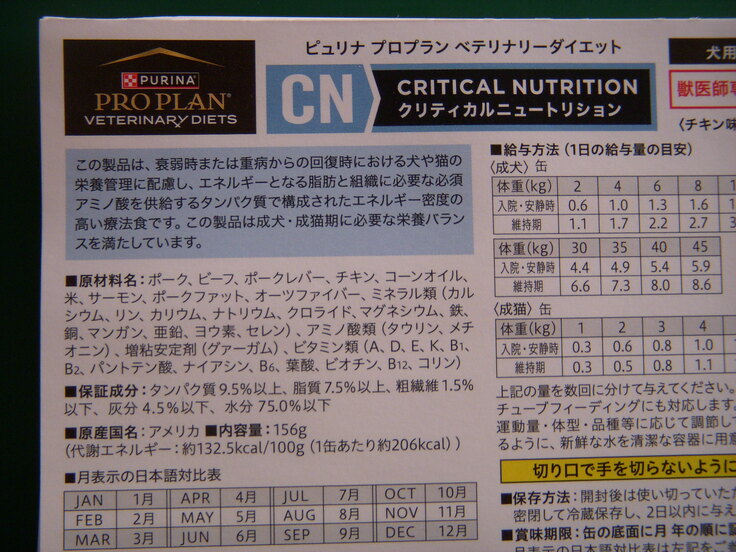 PURINA
PRO PLAN
VETERINARY DIETS
ピュリナ プロプラン ベテリナリーダイエット
CN
CRITICAL NUTRITION
クリティカルニュートリション
犬用
獣医師専
〈チキン味
この製品は、衰弱時または重病からの回復時における犬や猫の
栄養管理に配慮し、エネルギーとなる脂肪と組織に必要な必須
アミノ酸を供給するタンパク質で構成されたエネルギー密度の
高い療法食です。この製品は成犬・成猫期に必要な栄養バラン
スを満たしています。
■原材料名：ポーク、ビーフ、ポークレバー、チキン、コーンオイル、
米、サーモン、ポークファット、オーツファイバー、ミネラル類（カル
シウム、リン、カリウム、ナトリウム、クロライド、マグネシウム、鉄、
銅、マンガン、亜鉛、ヨウ素、セレン）、アミノ酸類（タウリン、メチ
オニン）、増粘安定剤（グァーガム）、ビタミン類（A、D、E、K、B1、
B2、パントテン酸、ナイアシン、B6、葉酸、ビオチン、B12、コリン）
■保証成分：タンパク質9.5%以上、脂質7.5%以上、粗繊維1.5%
以下、灰分4.5%以下、水分75.0%以下
■原産国名：アメリカ ■内容量：156g
（代謝エネルギー：約132.5kcal/100g（1缶あたり約206kcal））
■月表示の日本語対比表
JAN 1月 APR 4月 JUL 7月 OCT 10月
FEB 2月 MAY 5月 AUG 8月 NOV 11月
MAR 3月 JUN 6月 SEP 9月 DEC 12月
■給与方法（1日の給与量の目安）
〈成犬〉缶
体重(kg) 2 4 6 8
入院・安静時 0.6 1.0 1.3 1.6
維持期 1.1 1.7 2.2 2.7
体重(kg) 30 35 40 45
入院・安静時 4.4 4.9 5.4 5.9
維持期 6.6 7.3 8.0 8.6
〈成猫〉缶
体重(kg) 1 2 3 4
入院・安静時 0.3 0.6 0.8 1.0
維持期 0.3 0.5 0.8 1.1
上記の量を数回に分けて与えてください。
チューブフィーディングにも対応します。
運動量・体型・品種等に応じて調節して
るように、新鮮な水を清潔な容器に用意
切り口で手を切らないように
■保存方法：開封後は使い切っていただ
密閉して冷蔵保存し、2日以内に与え
■賞味期限：缶の底面に月 年の順に記
月表示の日本語対比表は左記をご参